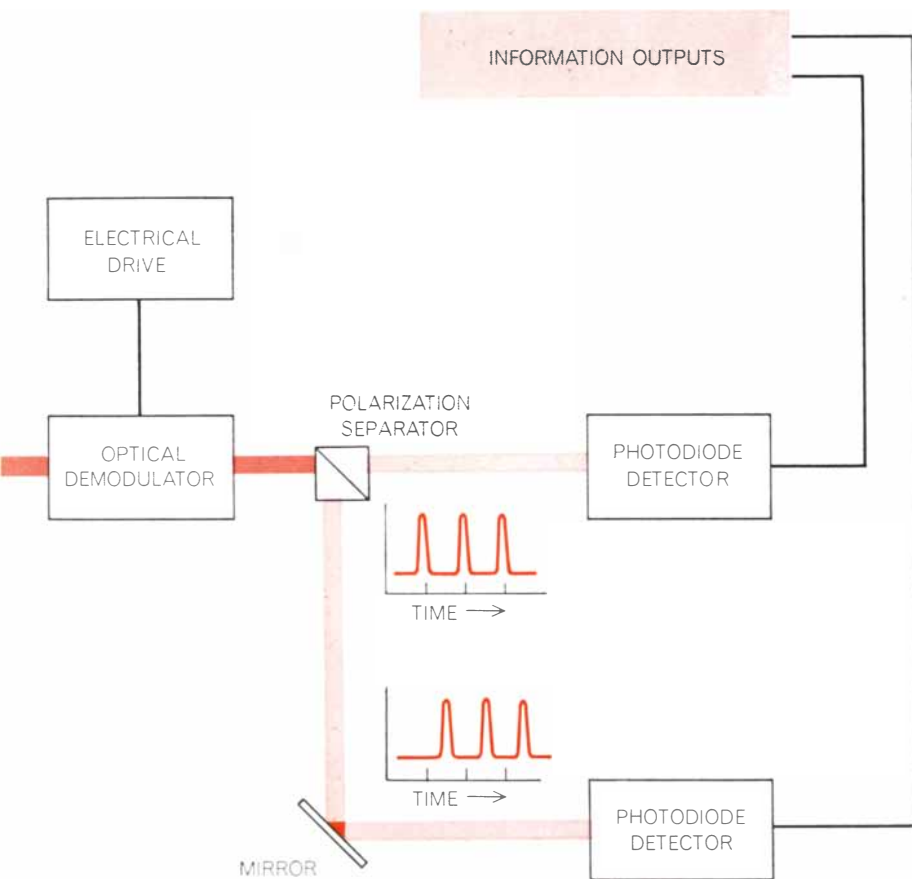 INFORMATION OUTPUTS
ELECTRICAL
DRIVE
POLARIZATION
SEPARATOR
OPTICAL
DEMODULATOR
PHOTODIODE
DETECTOR
TIME →
TIME →
PHOTODIODE
DETECTOR
MIRROR